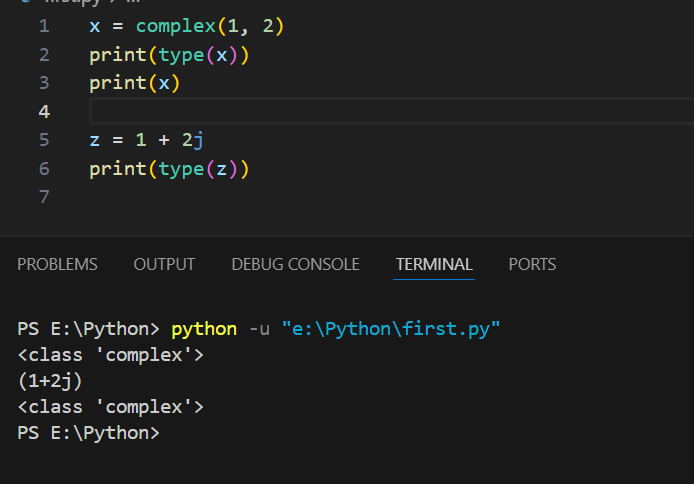 1 x = complex(1, 2)
2 print(type(x))
3 print(x)
4
5 z = 1 + 2j
6 print(type(z))
7
PROBLEMS OUTPUT DEBUG CONSOLE TERMINAL PORTS
PS E:\Python> python -u "e:\Python\first.py"
<class 'complex'>
(1+2j)
<class 'complex'>
PS E:\Python>